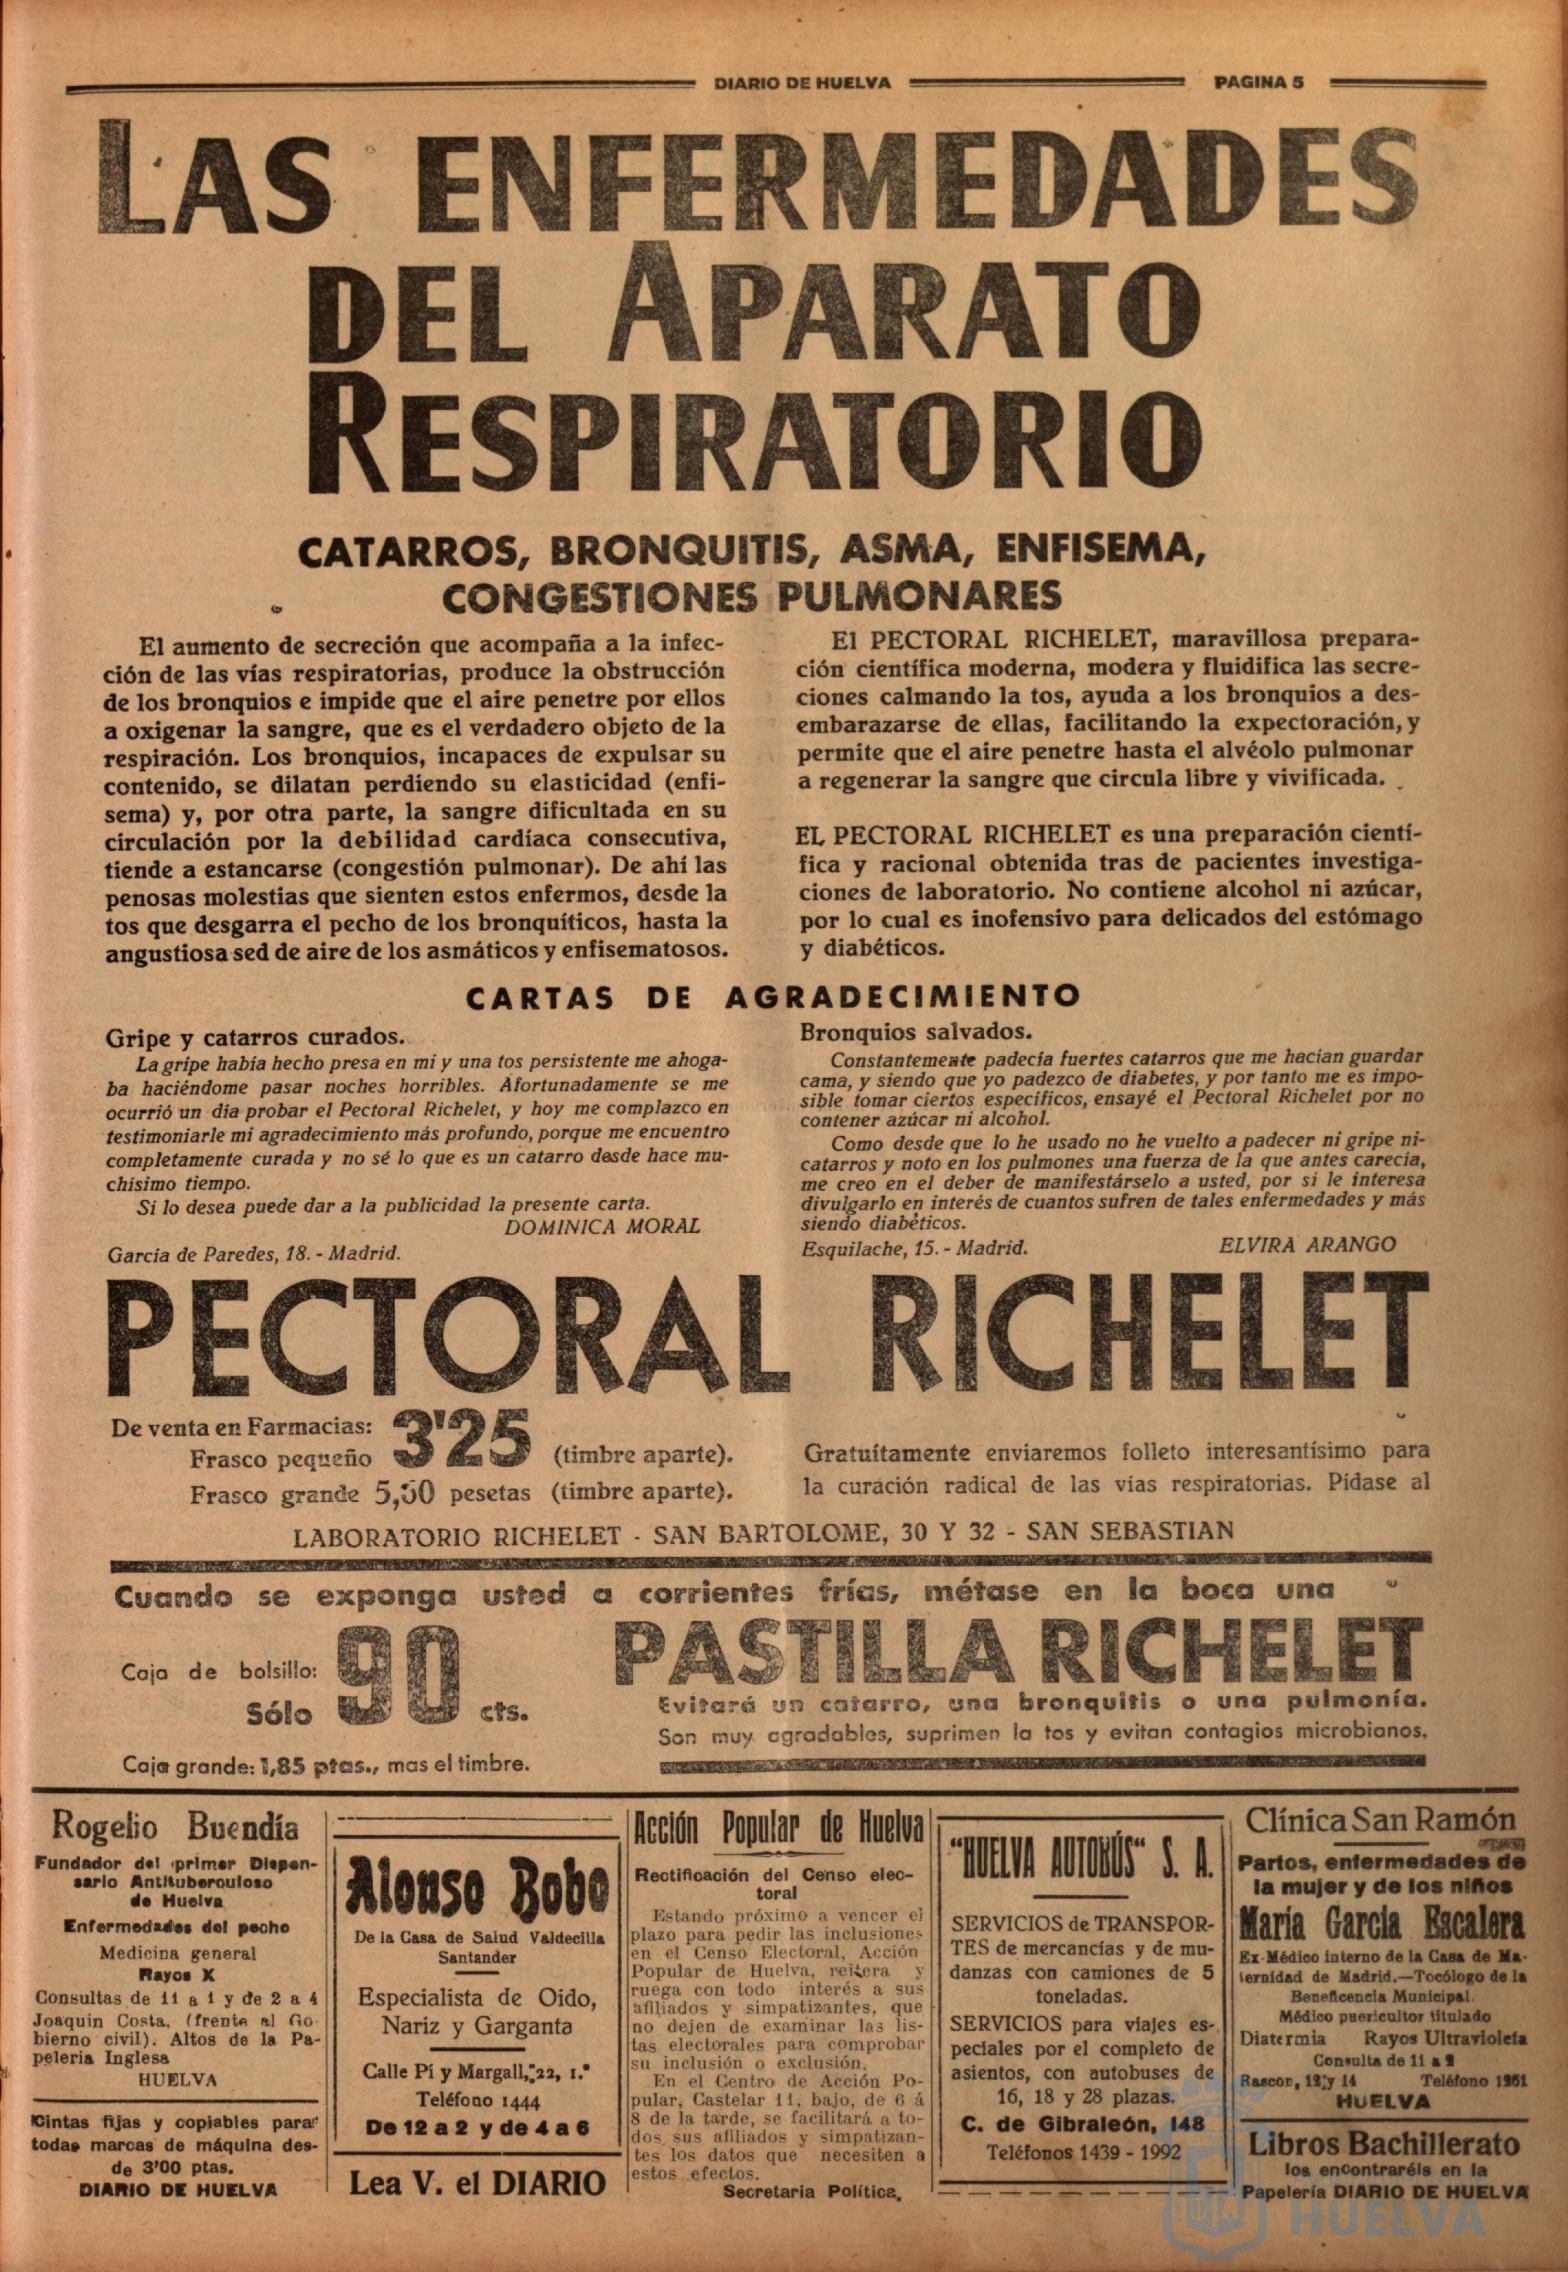 DIARIO DE HUELVA
PAGINA 5
LAS ENFERMEDADES
DEL APARATO
RESPIRATORIO
CATARROS, BRONQUITIS, ASMA, ENFISEMA,
CONGESTIONES PULMONARES
El aumento de secreción que acompaña a la infec-
ción de las vías respiratorias, produce la obstrucción
de los bronquios e impide que el aire penetre por ellos
a oxigenar la sangre, que es el verdadero objeto de la
respiración. Los bronquios, incapaces de expulsar su
contenido, se dilatan perdiendo su elasticidad (enfi-
sema) y, por otra parte, la sangre dificultada en su
circulación por la debilidad cardíaca consecutiva,
tiende a estancarse (congestión pulmonar). De ahí las
penosas molestias que sienten estos enfermos, desde la
tos que desgarra el pecho de los bronquíticos, hasta la
angustiosa sed de aire de los asmáticos y enfisematosos.
El PECTORAL RICHELET, maravillosa prepara-
ción científica moderna, modera y fluidifica las secre-
ciones calmando la tos, ayuda a los bronquios a des-
embarazarse de ellas, facilitando la expectoración, y
permite que el aire penetre hasta el alvéolo pulmonar
a regenerar la sangre que circula libre y vivificada.
EL PECTORAL RICHELET es una preparación cientí-
fica y racional obtenida tras de pacientes investiga-
ciones de laboratorio. No contiene alcohol ni azúcar,
por lo cual es inofensivo para delicados del estómago
y diabéticos.
CARTAS DE AGRADECIMIENTO
Gripe y catarros curados.
La gripe había hecho presa en mi y una tos persistente me ahoga-
ba haciéndome pasar noches horribles. Afortunadamente se me
ocurrió un día probar el Pectoral Richelet, y hoy me complazco en
testimoniarle mi agradecimiento más profundo, porque me encuentro
completamente curada y no sé lo que es un catarro desde hace mu-
chísimo tiempo.
Si lo desea puede dar a la publicidad la presente carta.
DOMINICA MORAL
García de Paredes, 18. - Madrid.
Bronquios salvados.
Constantemente padecía fuertes catarros que me hacían guardar
cama, y siendo que yo padezco de diabetes, y por tanto me es impo-
sible tomar ciertos específicos, ensayé el Pectoral Richelet por no
contener azúcar ni alcohol.
Como desde que lo he usado no he vuelto a padecer ni gripe ni-
catarros y noto en los pulmones una fuerza de la que antes carecía,
me creo en el deber de manifestárselo a usted, por si le interesa
divulgarlo en interés de cuantos sufren de tales enfermedades y más
siendo diabéticos.
Esquilache, 15. - Madrid.
ELVIRA ARANGO
PECTORAL RICHELET
De venta en Farmacias:
Frasco pequeño 3'25 (timbre aparte).
Frasco grande 5,50 pesetas (timbre aparte).
Gratuítamente enviaremos folleto interesantísimo para
la curación radical de las vías respiratorias. Pídase al
LABORATORIO RICHELET - SAN BARTOLOME, 30 Y 32 - SAN SEBASTIAN
Cuando se exponga usted a corrientes frías, métase en la boca una
PASTILLA RICHELET
Caja de bolsillo:
Sólo 90 cts.
Caja grande: 1,85 ptas., mas el timbre.
Evitará un catarro, una bronquitis o una pulmonía.
Son muy agradables, suprimen la tos y evitan contagios microbianos.
Rogelio Buendía
Fundador del primer Dispen-
sario Antituberculoso
de Huelva
Enfermedades del pecho
Medicina general
Rayos X
Consultas de 11 a 1 y de 2 a 4
Joaquin Costa, (frente al Go-
bierno civil). Altos de la Pa-
peleria Inglesa
HUELVA
Cintas fijas y copiables para
todas marcas de máquina des-
de 3'00 ptas.
DIARIO DE HUELVA
Alonso Bobo
De la Casa de Salud Valdecilla
Santander
Especialista de Oido,
Nariz y Garganta
Calle Pí y Margall, 22, 1.°
Teléfono 1444
De 12 a 2 y de 4 a 6
Lea V. el DIARIO
Acción Popular de Huelva
Rectificación del Censo elec-
toral
Estando próximo a vencer el
plazo para pedir las inclusiones
en el Censo Electoral, Acción
Popular de Huelva, reitera y
ruega con todo interés a sus
afiliados y simpatizantes, que
no dejen de examinar las lis-
tas electorales para comprobar
su inclusión o exclusión.
En el Centro de Acción Po-
pular, Castelar 11, bajo, de 6 á
8 de la tarde, se facilitará a to-
dos sus afiliados y simpatizan-
tes los datos que necesiten a
estos efectos.
Secretaria Política.
"HUELVA AUTOBÚS" S. A.
SERVICIOS de TRANSPOR-
TES de mercancías y de mu-
danzas con camiones de 5
toneladas.
SERVICIOS para viajes es-
peciales por el completo de
asientos, con autobuses de
16, 18 y 28 plazas.
C. de Gibraleón, 148
Teléfonos 1439 - 1992
Clínica San Ramón
Partos, enfermedades de
la mujer y de los niños
María García Escalera
Ex-Médico interno de la Casa de Ma-
ternidad de Madrid.—Tocólogo de la
Beneficencia Municipal.
Médico puericultor titulado
Diatermia Rayos Ultravioleta
Consulta de 11 a 2
Rascon, 12 y 14 Teléfono 1261
HUELVA
Libros Bachillerato
los encontraréis en la
Papelería DIARIO DE HUELVA
HUELVA